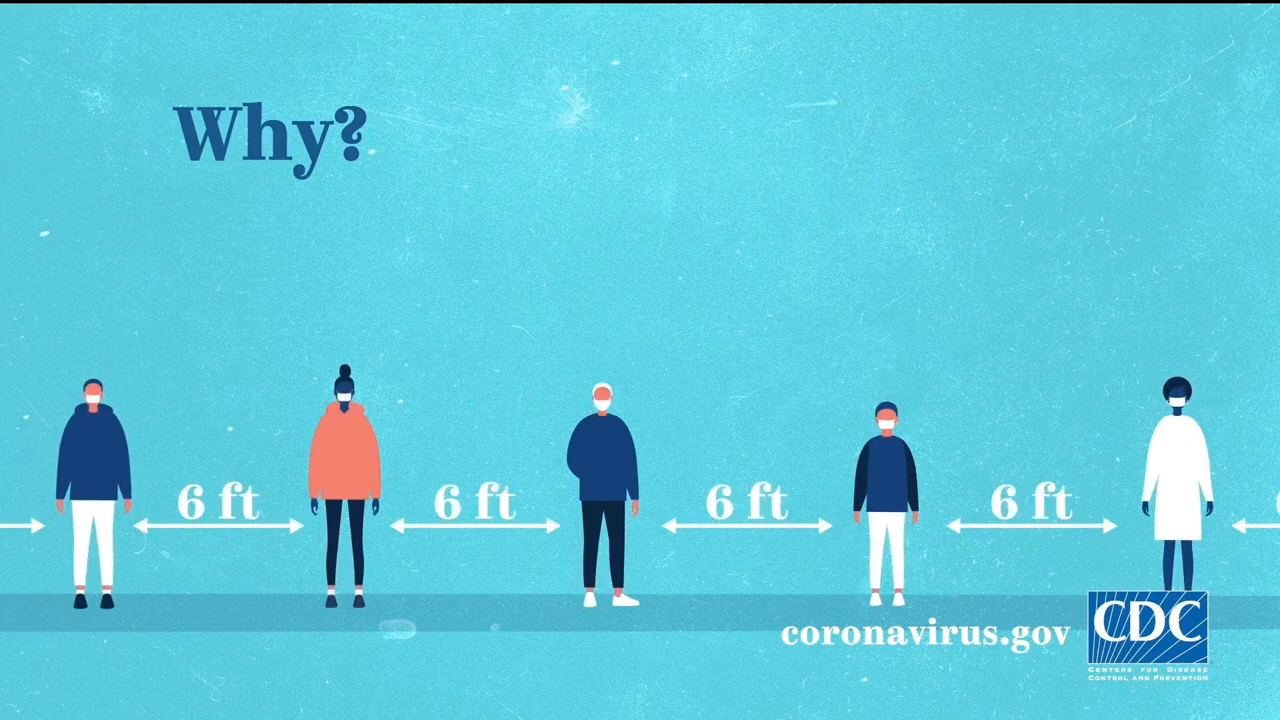 Why?
6 ft
6 ft
6 ft
6 ft
coronavirus.gov
CDC
CENTERS FOR DISEASE
CONTROL AND PREVENTION